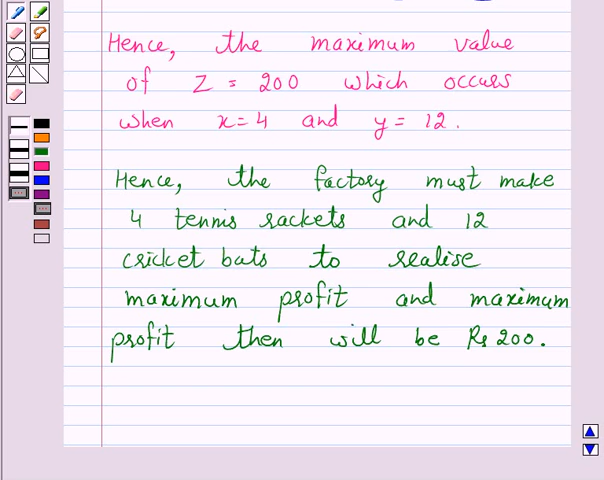 Hence, the maximum value
of Z = 200 which occurs
when x=4 and y= 12.
Hence, the factory must make
4 tennis rackets and 12
cricket bats to realise
maximum profit and maximum
profit then will be Rs 200.